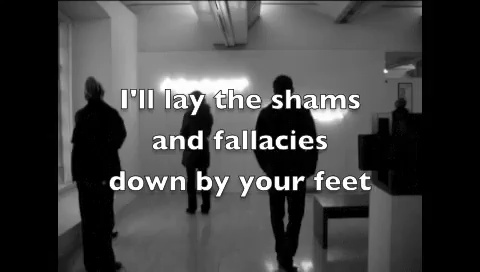 I'll lay the shams
and fallacies
down by your feet